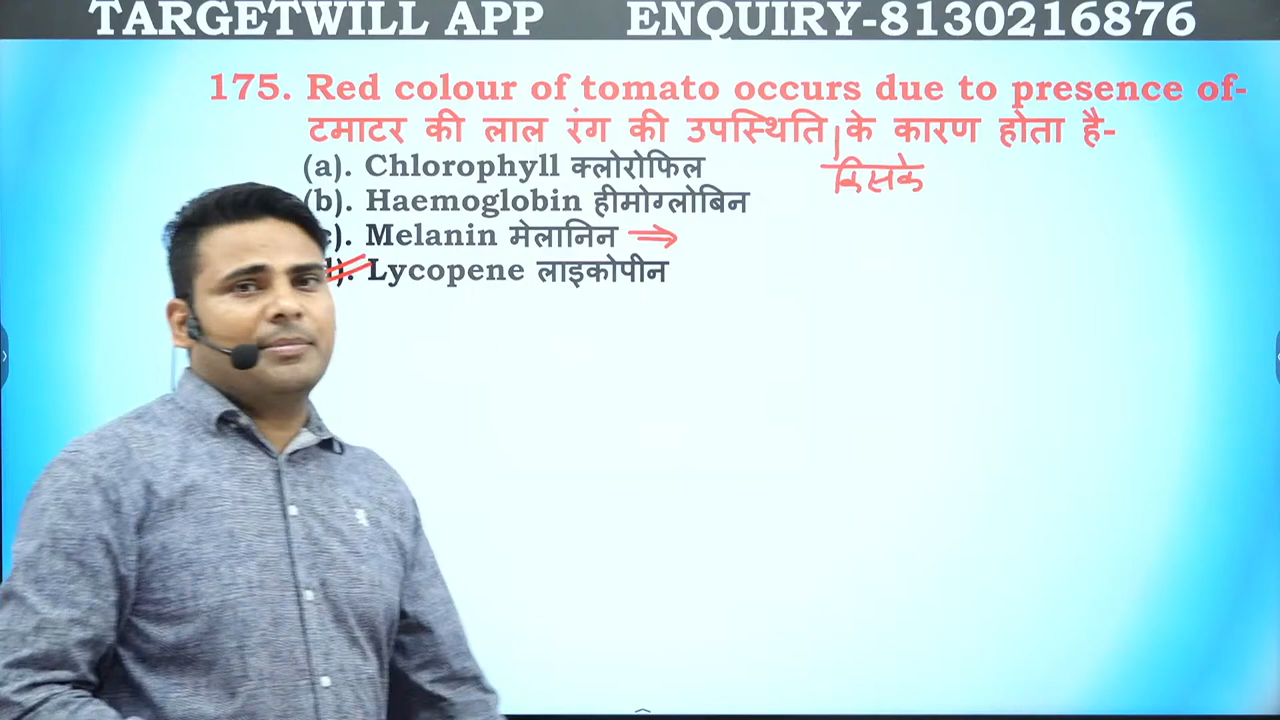 TARGETWILL APP ENQUIRY-8130216876
175. Red colour of tomato occurs due to presence of-
टमाटर की लाल रंग की उपस्थिति के कारण होता है-
किसके
(a). Chlorophyll क्लोरोफिल
(b). Haemoglobin हीमोग्लोबिन
c). Melanin मेलानिन
d). Lycopene लाइकोपीन